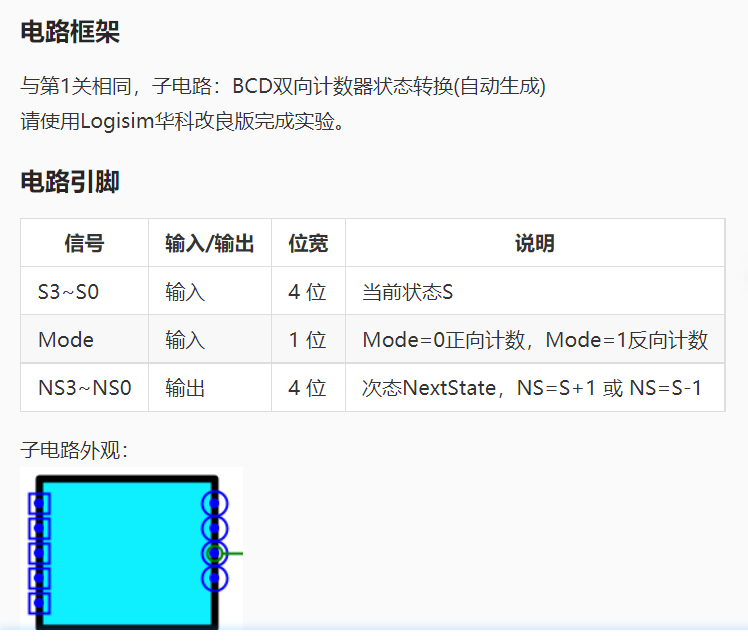 电路框架
与第1关相同，子电路：BCD双向计数器状态转换(自动生成)
请使用Logisim华科改良版完成实验。
电路引脚
信号 输入/输出 位宽 说明
S3~S0 输入 4 位 当前状态S
Mode 输入 1 位 Mode=0正向计数，Mode=1反向计数
NS3~NS0 输出 4 位 次态NextState，NS=S+1 或 NS=S-1
子电路外观：